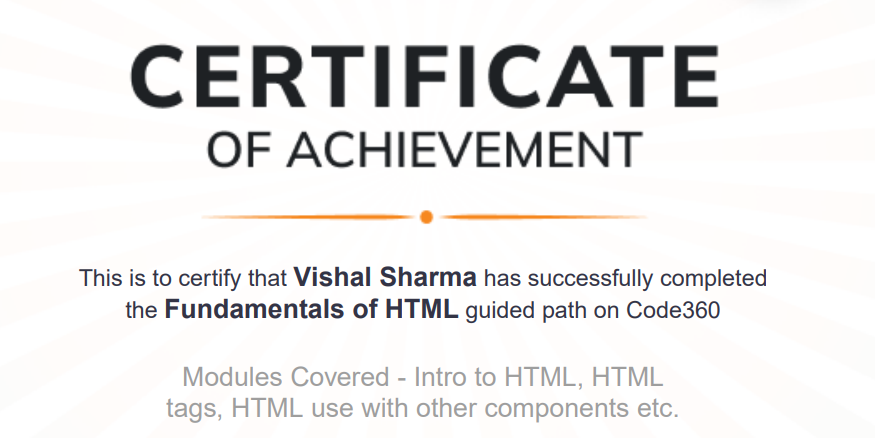 CERTIFICATE
OF ACHIEVEMENT
This is to certify that Vishal Sharma has successfully completed
the Fundamentals of HTML guided path on Code360
Modules Covered - Intro to HTML, HTML
tags, HTML use with other components etc.